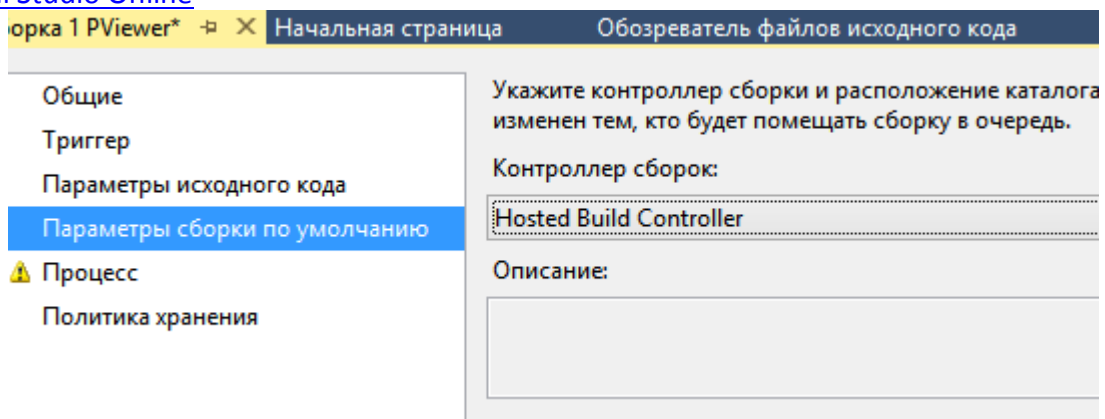 Studio Online
орка 1 PViewer* Начальная страница Обозреватель файлов исходного кода
Общие
Триггер
Параметры исходного кода
Параметры сборки по умолчанию
Процесс
Политика хранения
Укажите контроллер сборки и расположение каталога
изменен тем, кто будет помещать сборку в очередь.
Контроллер сборок:
Hosted Build Controller
Описание: